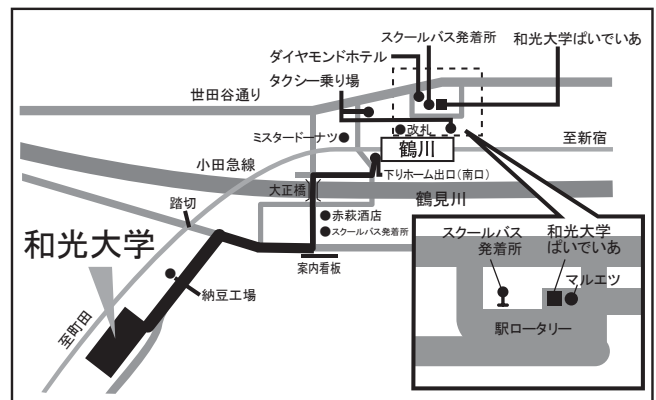 スクールバス発着所
和光大学ぱいでいあ
ダイヤモンドホテル
タクシー乗り場
世田谷通り
改札
ミスタードーナツ
至新宿
鶴川
小田急線
下りホーム出口(南口)
大正橋
鶴見川
踏切
赤萩酒店
スクールバス発着所
和光大学
案内看板
納豆工場
至町田
スクールバス
発着所
和光大学
ぱいでいあ
マルエツ
駅ロータリー